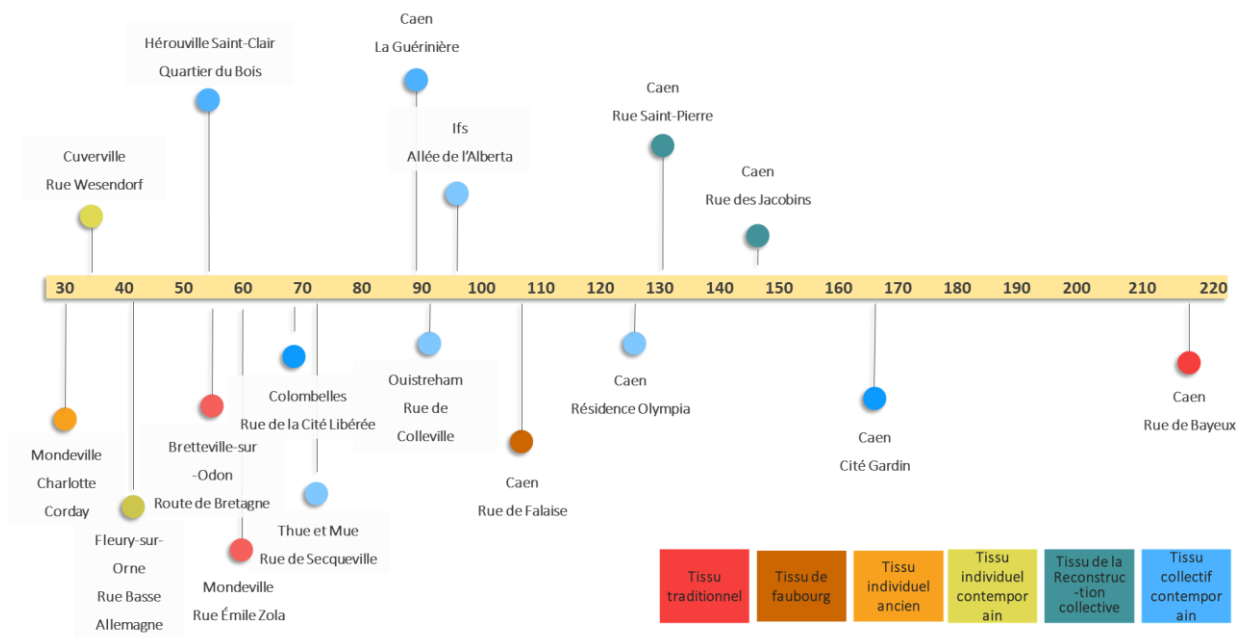 Caen
La Guérinière
Hérouville Saint-Clair
Quartier du Bois
Caen
Rue Saint-Pierre
Ifs
Allée de l'Alberta
Cuverville
Rue Wesendorf
Caen
Rue des Jacobins
30 40 50 60 70 80 90 100 110 120 130 140 150 160 170 180 190 200 210 220
Mondeville
Charlotte
Corday
Fleury-sur-
Orne
Rue Basse
Allemagne
Bretteville-sur
-Odon
Route de Bretagne
Mondeville
Rue Émile Zola
Colombelles
Rue de la Cité Libérée
Thue et Mue
Rue de Secqueville
Ouistreham
Rue de
Colleville
Caen
Rue de Falaise
Caen
Résidence Olympia
Caen
Cité Gardin
Caen
Rue de Bayeux
Tissu
traditionnel
Tissu de
faubourg
Tissu
individuel
ancien
Tissu
individuel
contempor
ain
Tissu de la
Reconstruc
-tion
collective
Tissu
collectif
contempor
ain